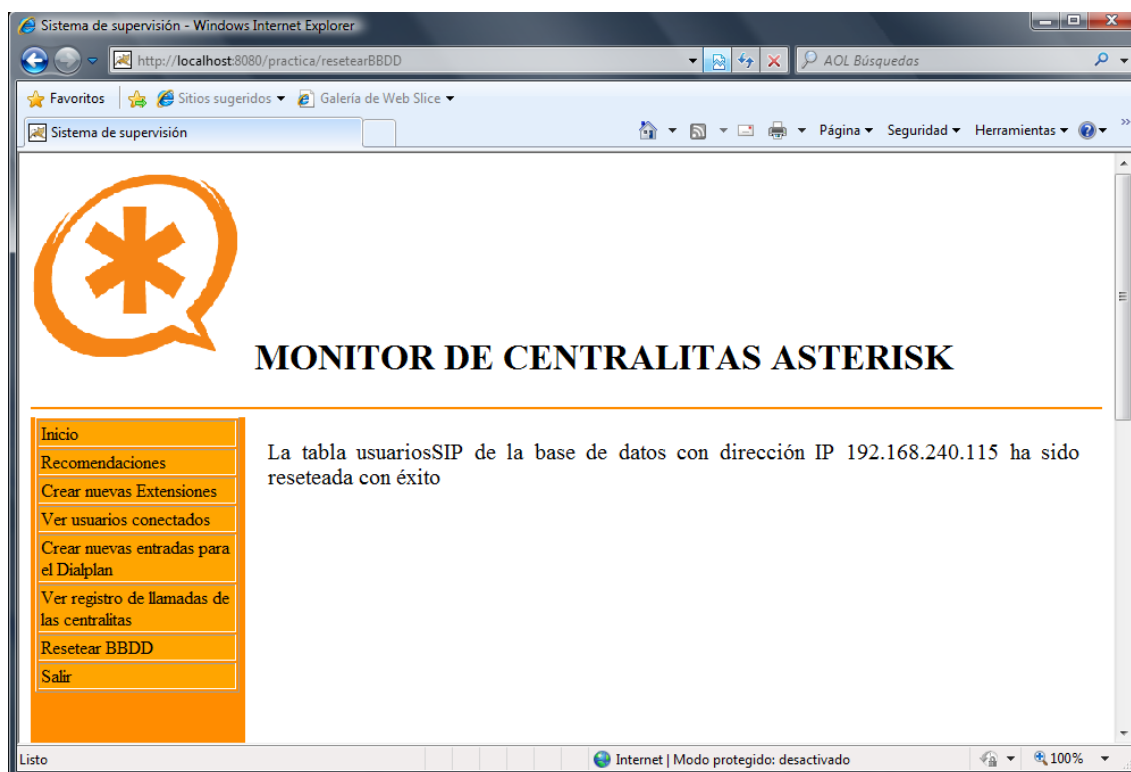 Sistema de supervisión - Windows Internet Explorer
http://localhost:8080/practica/resetearBBDD
AOL Búsquedas
Favoritos
Sitios sugeridos
Galería de Web Slice
Sistema de supervisión
Página
Seguridad
Herramientas
MONITOR DE CENTRALITAS ASTERISK
Inicio
Recomendaciones
Crear nuevas Extensiones
Ver usuarios conectados
Crear nuevas entradas para
el Dialplan
Ver registro de llamadas de
las centralitas
Resetear BBDD
Salir
La tabla usuariosSIP de la base de datos con dirección IP 192.168.240.115 ha sido
reseteada con éxito
Listo
Internet | Modo protegido: desactivado
100%